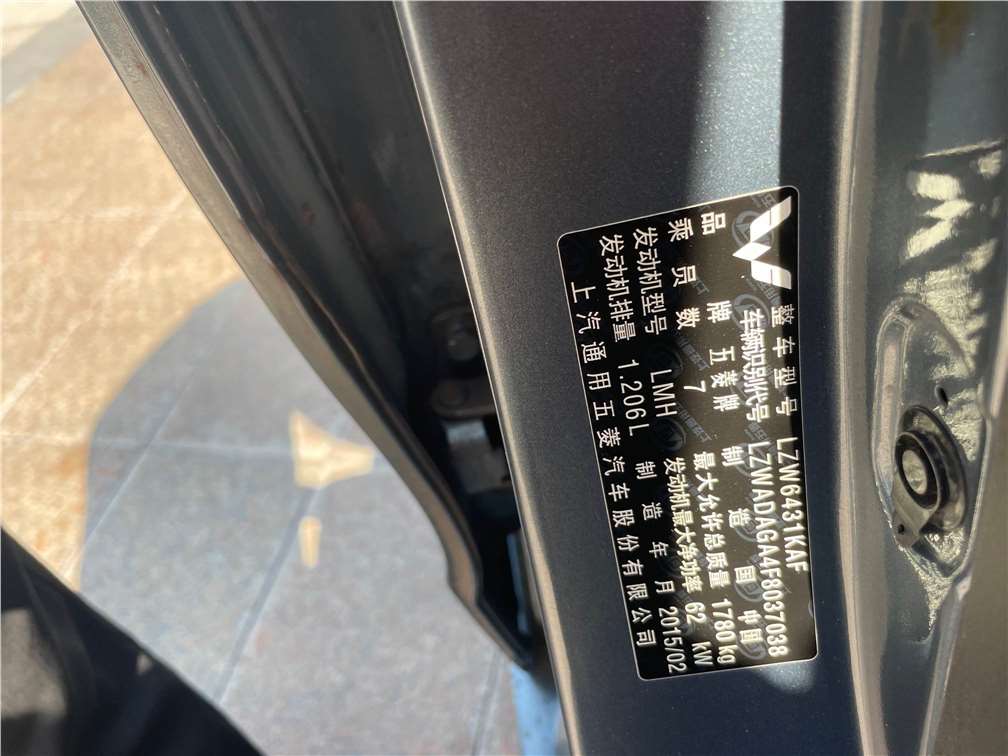 整车型号 LZW6431KAF
车辆识别代号 LZWADAGA4F8037038
品牌 五菱牌 制造国 中国
乘员数 7 最大允许总质量 1780kg
发动机型号 LMH 发动机最大净功率 62 kW
发动机排量 1.206L 制造年月 2015/02
上汽通用五菱汽车股份有限公司